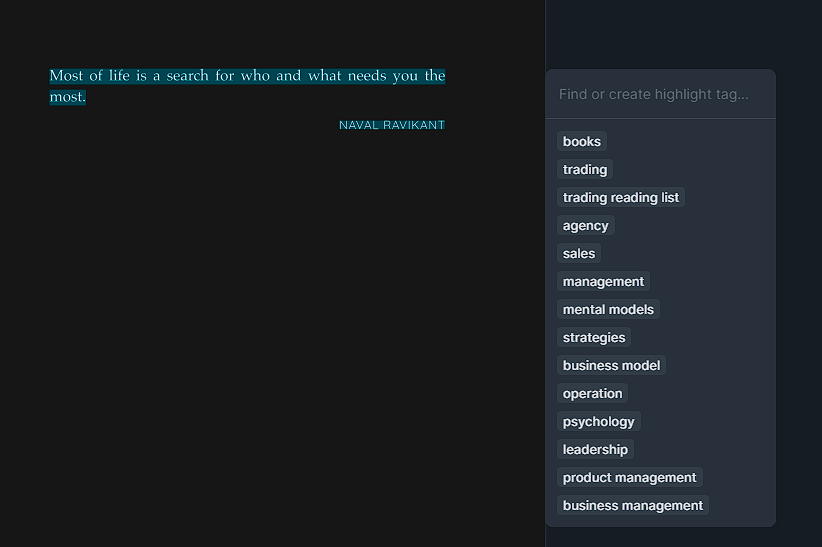 Most of life is a search for who and what needs you the
most.
NAVAL RAVIKANT
Find or create highlight tag...
books
trading
trading reading list
agency
sales
management
mental models
strategies
business model
operation
psychology
leadership
product management
business management